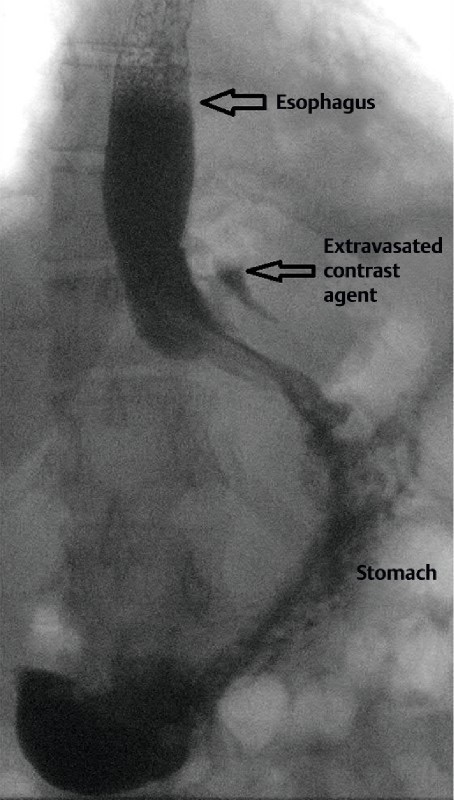 Esophagus
Extravasated
contrast
agent
Stomach